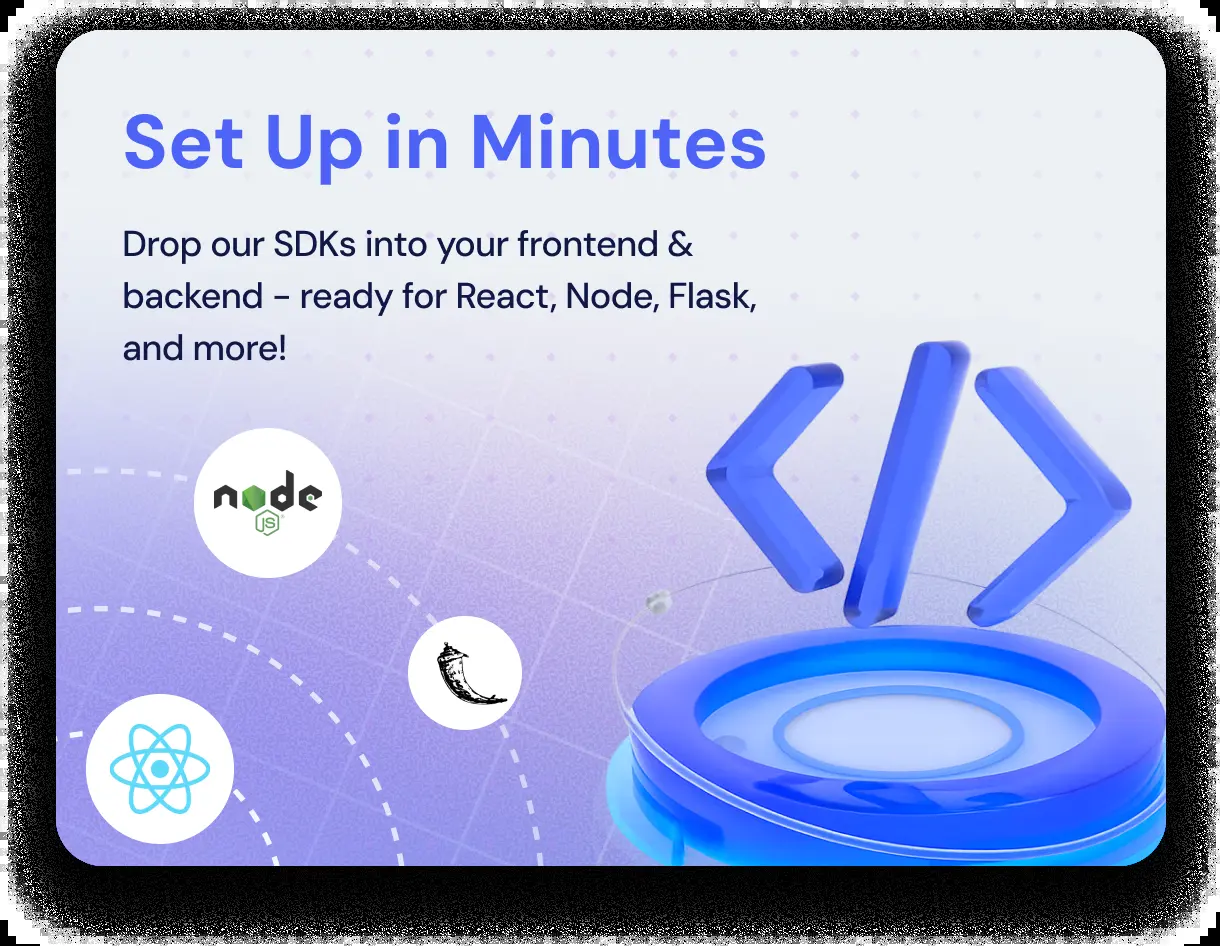 Set Up in Minutes
Drop our SDKs into your frontend &
backend - ready for React, Node, Flask,
and more!
node
JS